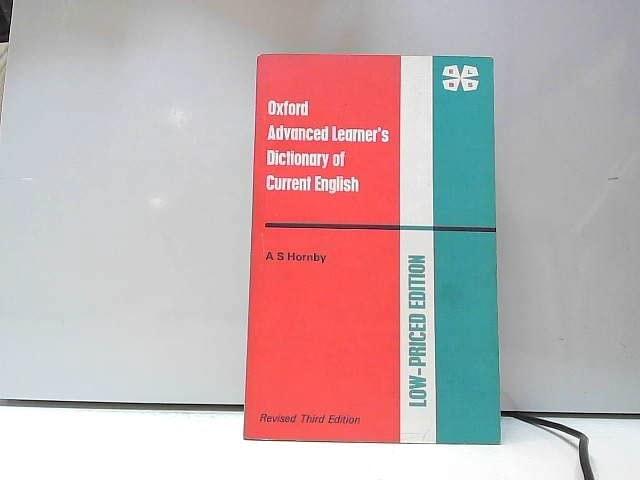 Oxford
Advanced Learner's
Dictionary of
Current English
E L
B S
A S Hornby
LOW-PRICED EDITION
Revised Third Edition